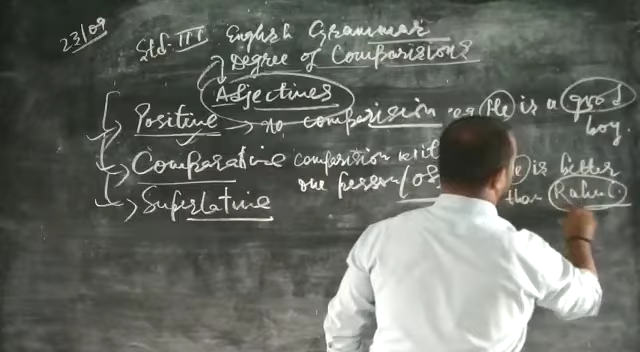 23/09
Std-III English Grammar
Degree of Comparisions
Adjectives
Positive → no comparision eg He is a good boy.
Comparative comparition with
one person/
is better
than Rahul
Superlative